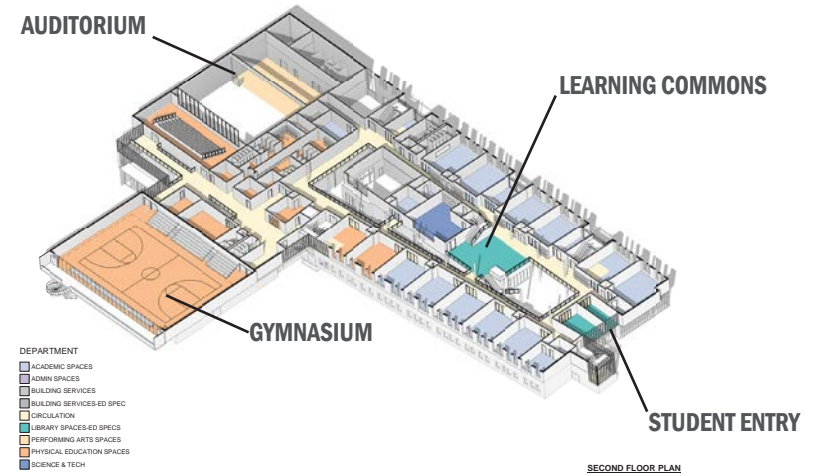 AUDITORIUM
LEARNING COMMONS
GYMNASIUM
STUDENT ENTRY
DEPARTMENT
ACADEMIC SPACES
ADMIN SPACES
BUILDING SERVICES
BUILDING SERVICES-ED SPEC
CIRCULATION
LIBRARY SPACES-ED SPECS
PERFORMING ARTS SPACES
PHYSICAL EDUCATION SPACES
SCIENCE & TECH
SECOND FLOOR PLAN